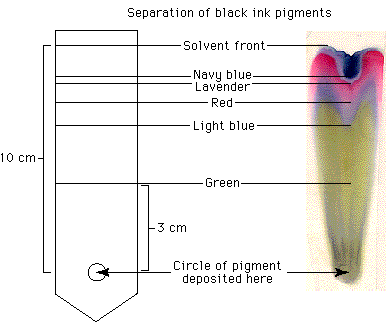 Separation of black ink pigments
Solvent front
Navy blue
Lavender
Red
Light blue
10 cm
Green
3 cm
Circle of pigment
deposited here